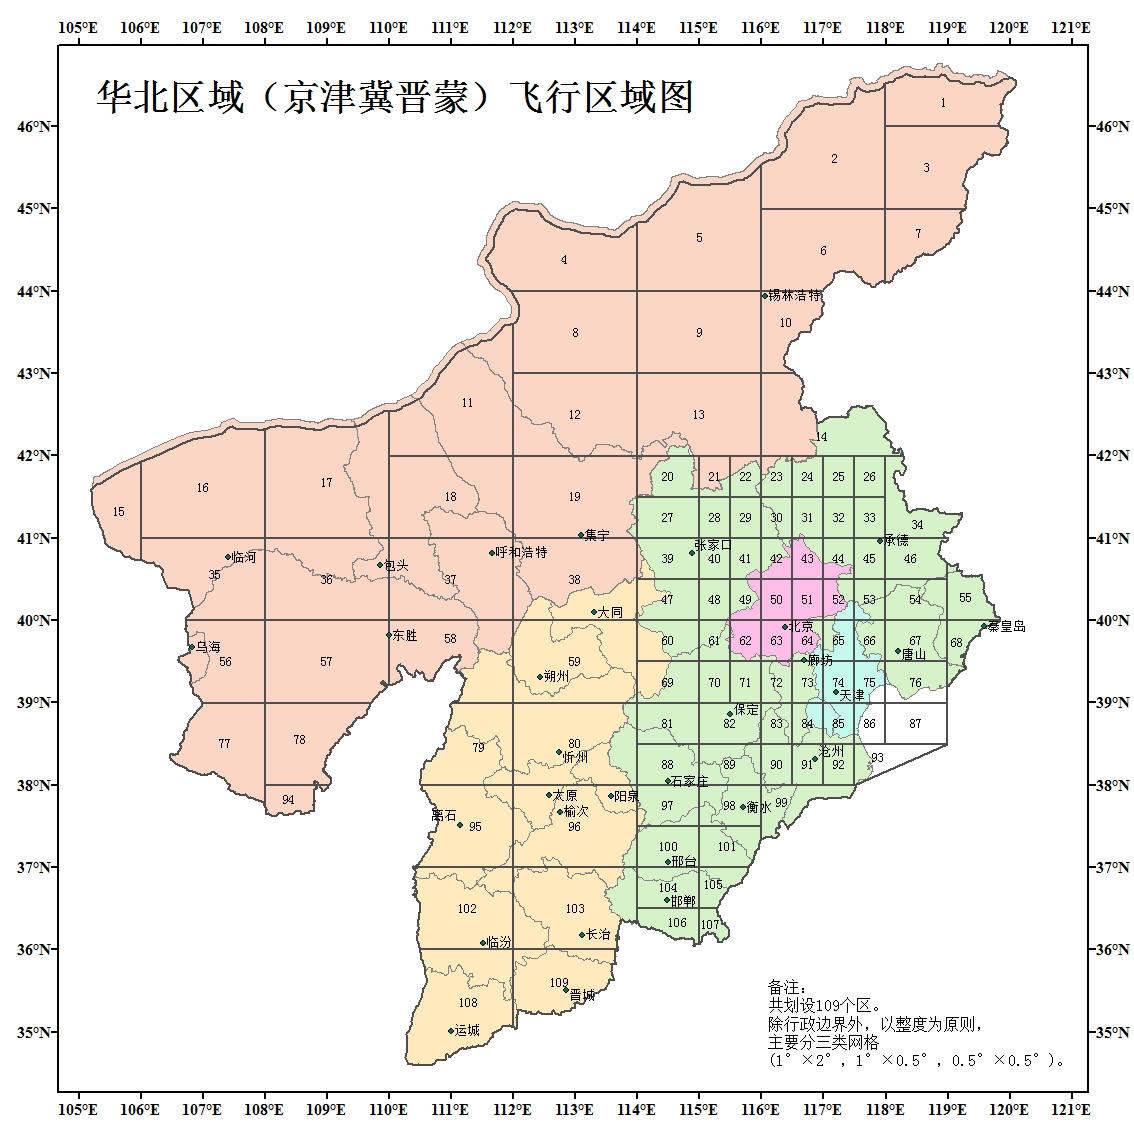 105°E 106°E 107°E 108°E 109°E 110°E 111°E 112°E 113°E 114°E 115°E 116°E 117°E 118°E 119°E 120°E 121°E
华北区域（京津冀晋蒙）飞行区域图
1
46°N 46°N
2
3
45°N 45°N
7
5
6
4
44°N 44°N
锡林浩特
10
8 9
43°N 43°N
11
12 13
14
42°N 42°N
20 21 22 23 24 25 26
17
16
18 19
15
27 28 29 30 31 32 33
34
集宁
41°N 41°N
承德
张家口
呼和浩特
临河
39 40 41 42 43 44 45 46
包头
35 36 37 38
47 48 49 50 51 52 53 54 55
大同
40°N 40°N
北京 秦皇岛
东胜 58
60 61 62 63 64 65 66 67 68
乌海
唐山
56 57 59 廊坊
朔州
69 70 71 72 73 74 75 76
天津
39°N 39°N
保定
81 82 83 84 85 86 87
77 78 79 80
沧州
忻州 93
88 89 90 91 92
石家庄
38°N 38°N
太原 阳泉
94
97 98 衡水 99
榆次
离石
95 96
100 101
邢台
37°N 37°N
104 105
邯郸
102 103
106 107
长治
临汾
36°N 36°N
109
晋城
108
运城
35°N 35°N
备注：
共划设109个区。
除行政边界外，以整度为原则，
主要分三类网格
(1°×2°，1°×0.5°，0.5°×0.5°)。
105°E 106°E 107°E 108°E 109°E 110°E 111°E 112°E 113°E 114°E 115°E 116°E 117°E 118°E 119°E 120°E 121°E